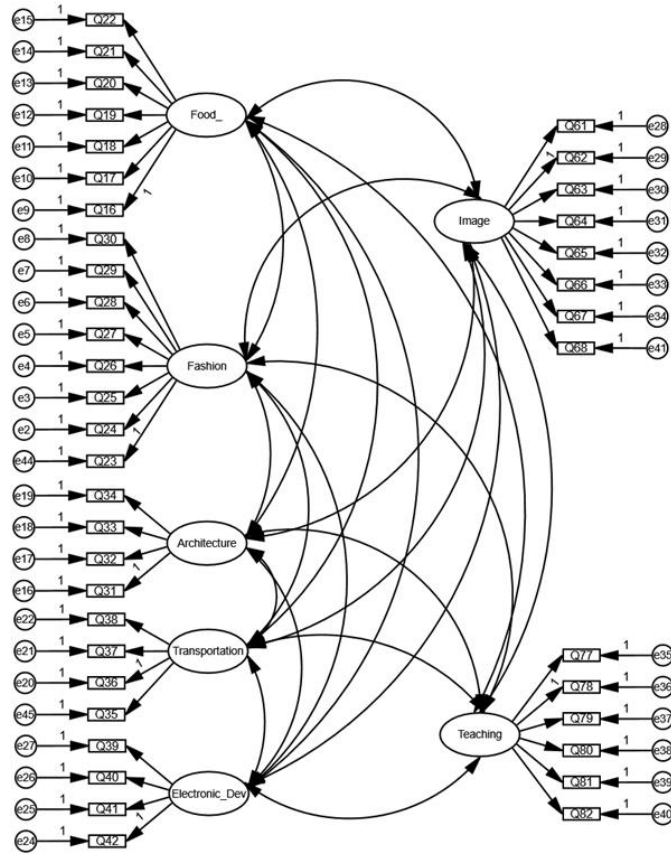 e15 1 Q22
e14 1 Q21
e13 1 Q20
e12 1 Q19
e11 1 Q18
e10 1 Q17
e9 1 Q16 1
Food_
e8 1 Q30
e7 1 Q29
e6 1 Q28
e5 1 Q27
e4 1 Q26
e3 1 Q25
e2 1 Q24
e44 1 Q23 1
Fashion
e19 1 Q34
e18 1 Q33
e17 1 Q32
e16 1 Q31 1
Architecture
e22 1 Q38
e21 1 Q37
e20 1 Q36 1
e45 1 Q35
Transportation
e27 1 Q39
e26 1 Q40
e25 1 Q41
e24 1 Q42 1
Electronic_Dev
Image
Q61 1 e28
1 Q62 1 e29
Q63 1 e30
Q64 1 e31
Q65 1 e32
Q66 1 e33
Q67 1 e34
Q68 1 e41
Teaching
Q77 1 e35
1 Q78 1 e36
Q79 1 e37
Q80 1 e38
Q81 1 e39
Q82 1 e40